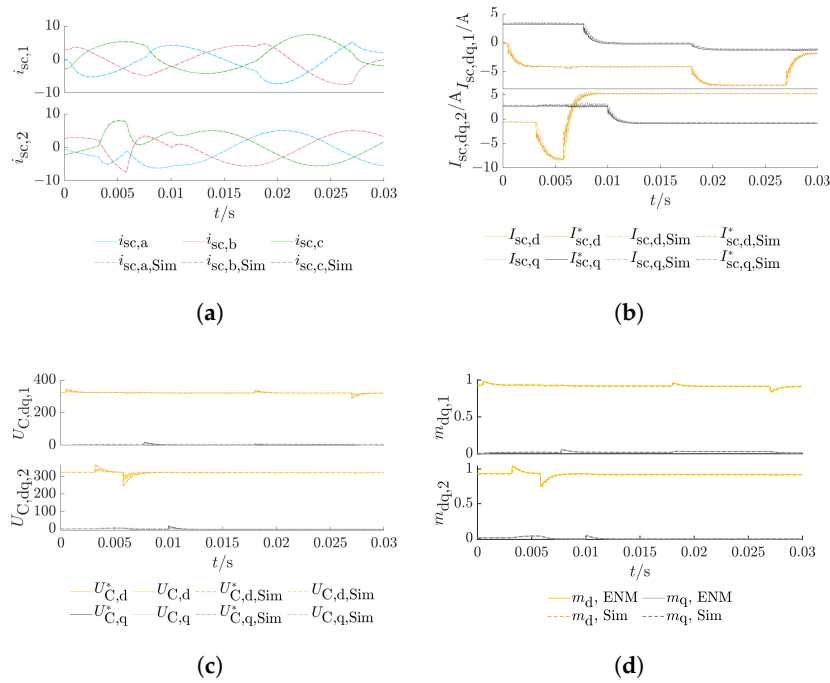 10
0
−10
i_sc,1
10
0
−10
i_sc,2
0 0.005 0.01 0.015 0.02 0.025 0.03
t/s
i_sc,a i_sc,b i_sc,c
i_sc,a,Sim i_sc,b,Sim i_sc,c,Sim
(a)
5
0
−5
I_sc,dq,1/A
5
0
−5
−10
I_sc,dq,2/A
0 0.005 0.01 0.015 0.02 0.025 0.03
t/s
I_sc,d I*_sc,d I_sc,d,Sim I*_sc,d,Sim
I_sc,q I*_sc,q I_sc,q,Sim I*_sc,q,Sim
(b)
400
200
0
U_C,dq,1
300
200
100
0
U_C,dq,2
0 0.005 0.01 0.015 0.02 0.025 0.03
t/s
U*_C,d U_C,d U*_C,d,Sim U_C,d,Sim
U*_C,q U_C,q U*_C,q,Sim U_C,q,Sim
(c)
1
0.5
0
m_dq,1
1
0.5
0
m_dq,2
0 0.005 0.01 0.015 0.02 0.025 0.03
t/s
m_d, ENM m_q, ENM
m_d, Sim m_q, Sim
(d)